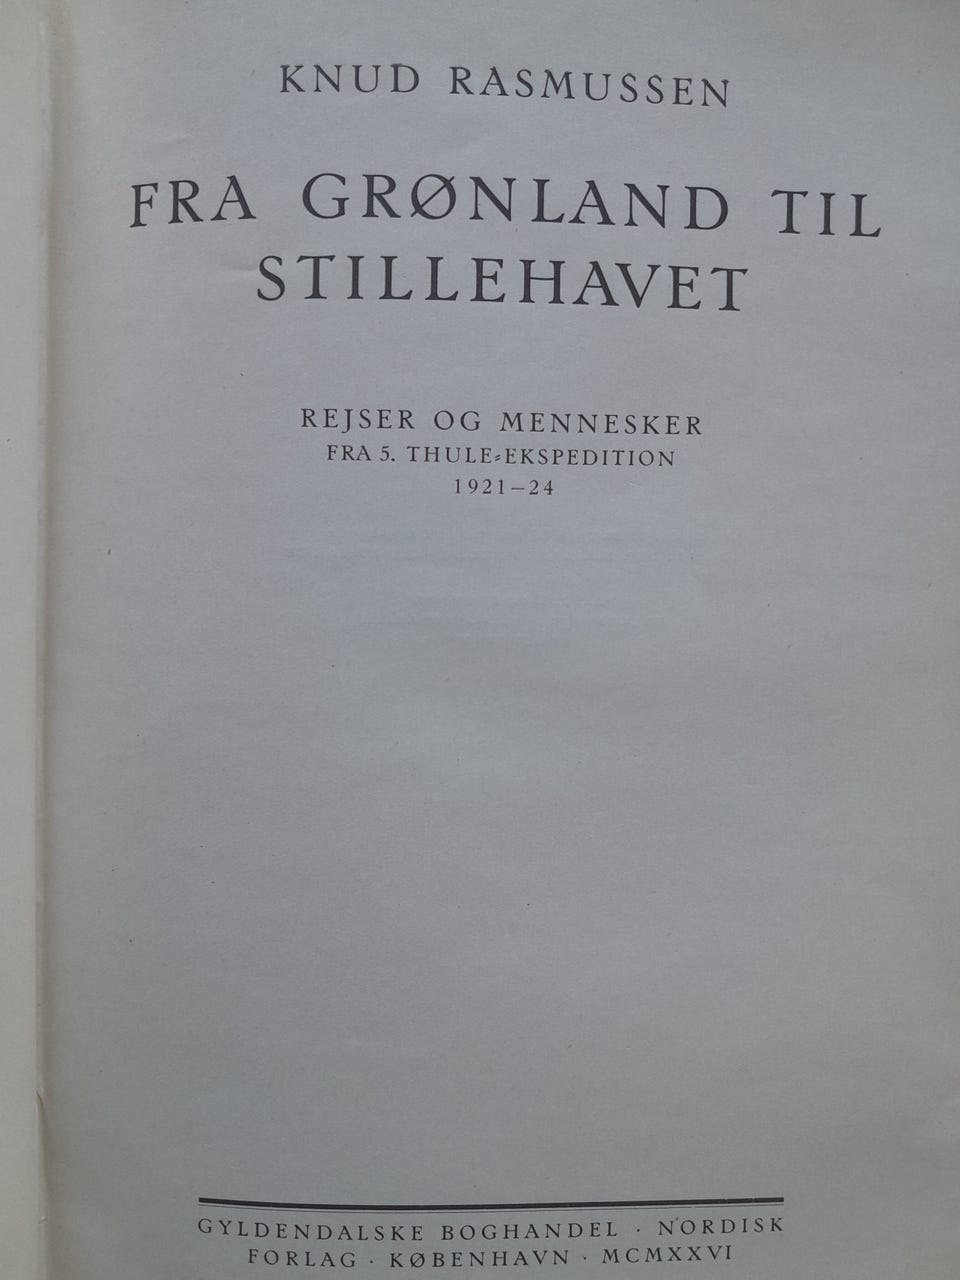 KNUD RASMUSSEN
FRA GRØNLAND TIL
STILLEHAVET
REJSER OG MENNESKER
FRA 5. THULE-EKSPEDITION
1921–24
GYLDENDALSKE BOGHANDEL · NORDISK
FORLAG · KØBENHAVN · MCMXXVI